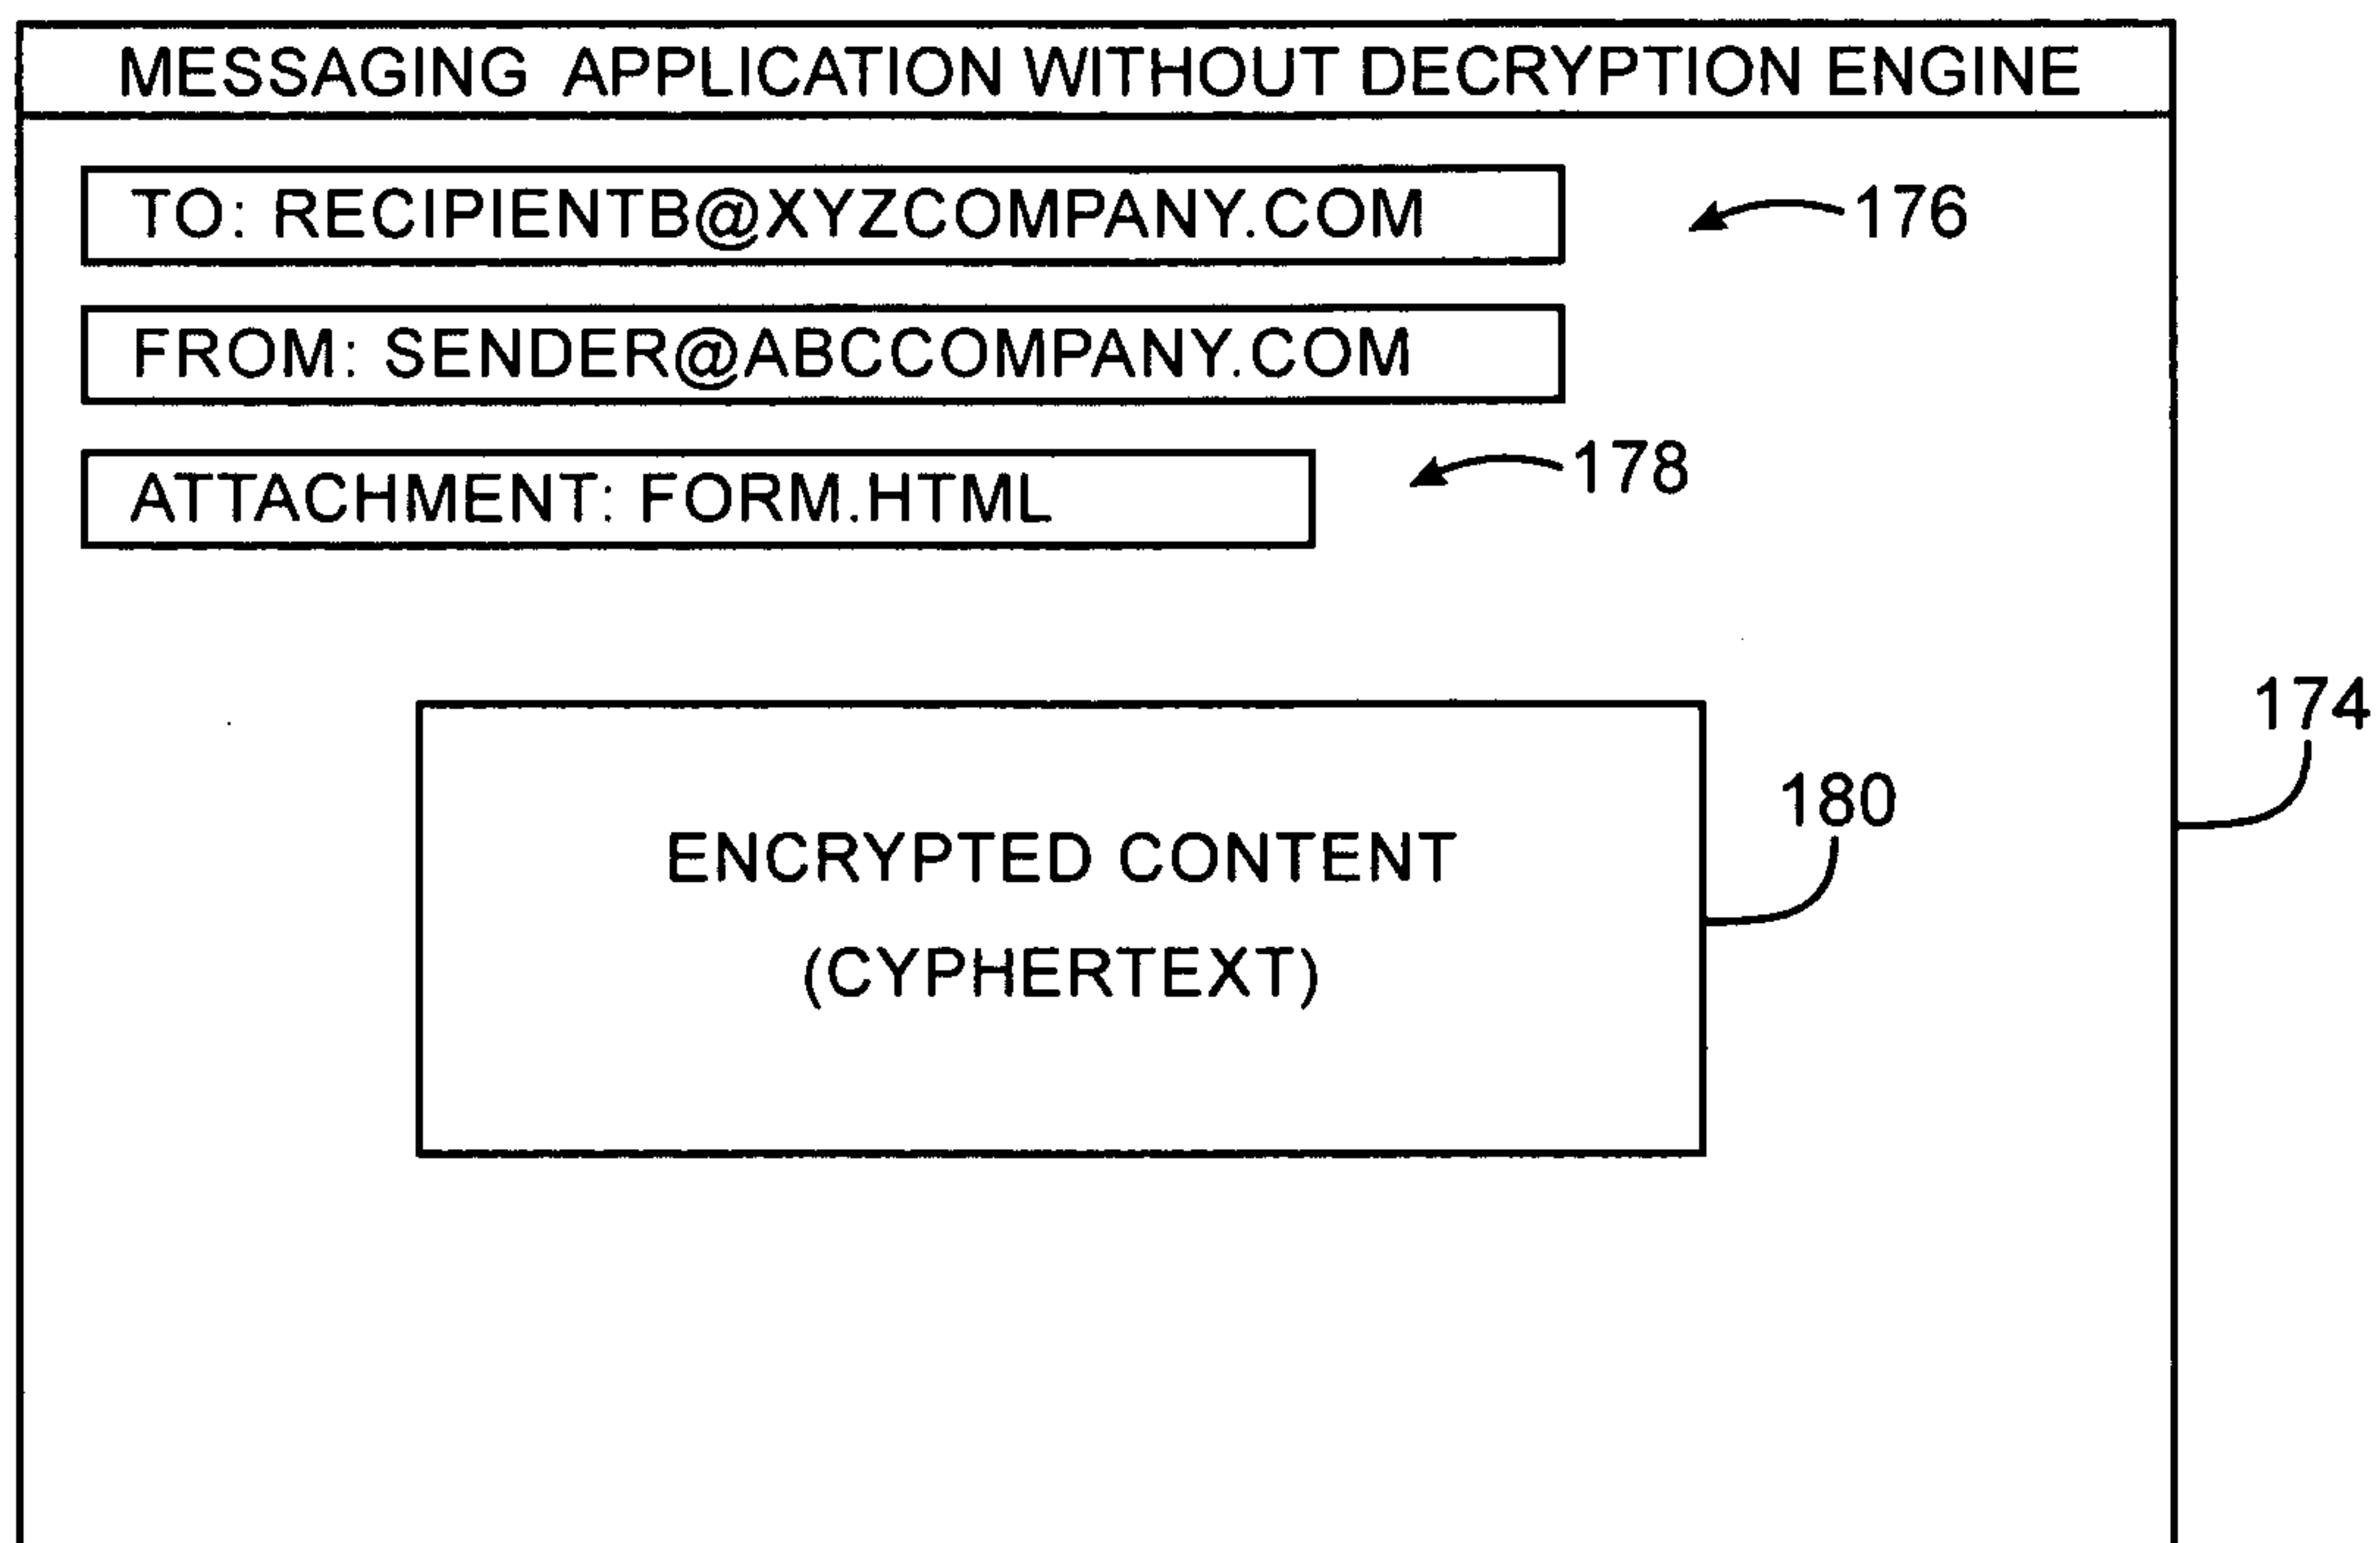 MESSAGING APPLICATION WITHOUT DECRYPTION ENGINE
TO: RECIPIENTB@XYZCOMPANY.COM
176
FROM: SENDER@ABCCOMPANY.COM
ATTACHMENT: FORM.HTML
178
174
180
ENCRYPTED CONTENT
(CYPHERTEXT)